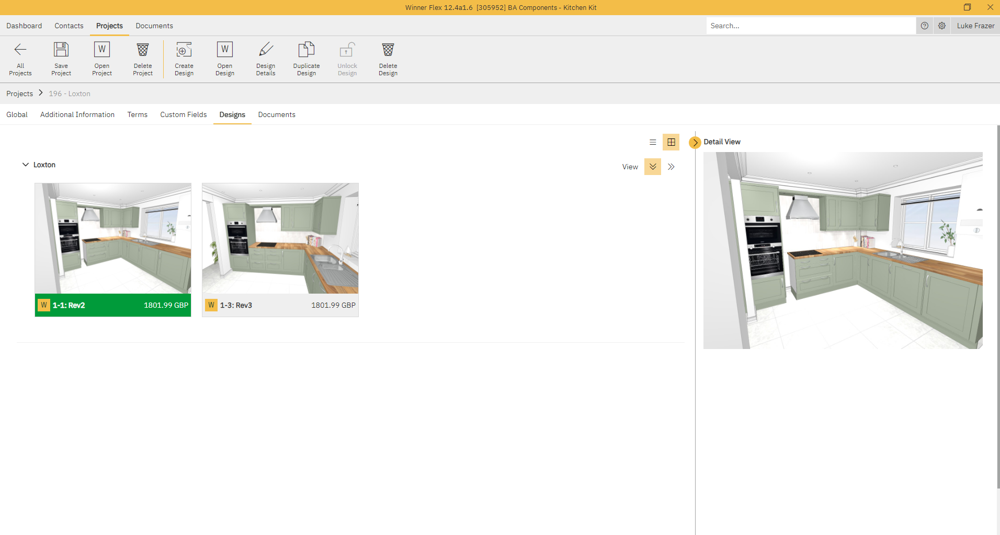 Winner Flex 12.4a1.6 [305952] BA Components - Kitchen Kit
Dashboard Contacts Projects Documents Search... Luke Frazer
All Projects
Save Project
W Open Project
Delete Project
Create Design
W Open Design
Design Details
Duplicate Design
Unlock Design
Delete Design
Projects 196 - Loxton
Global Additional Information Terms Custom Fields Designs Documents
Detail View
Loxton
View
W 1-1: Rev2 1801.99 GBP
W 1-3: Rev3 1801.99 GBP